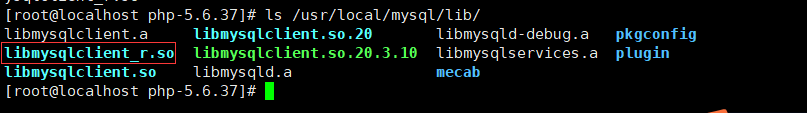 [root@localhost php-5.6.37]# ls /usr/local/mysql/lib/
libmysqlclient.a libmysqlclient.so.20 libmysqld-debug.a pkgconfig
libmysqlclient_r.so libmysqlclient.so.20.3.10 libmysqlservices.a plugin
libmysqlclient.so libmysqld.a mecab
[root@localhost php-5.6.37]#